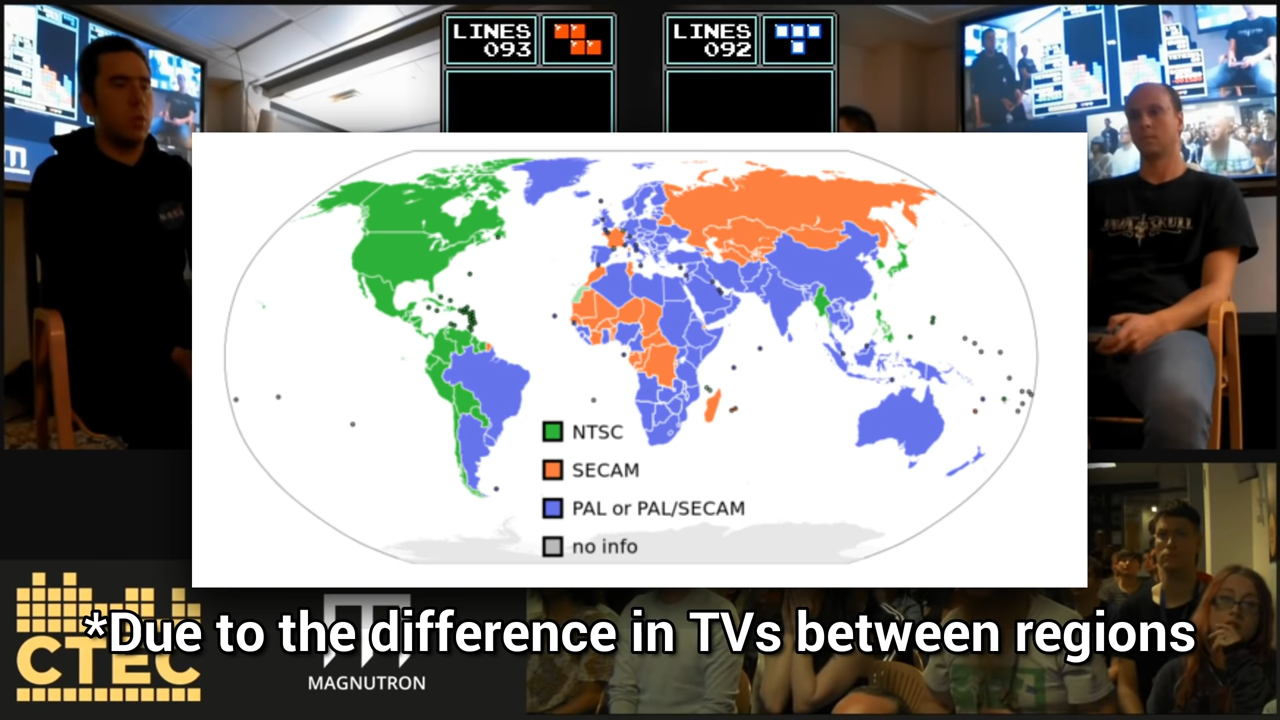 LINES
093
LINES
092
NTSC
SECAM
PAL or PAL/SECAM
no info
*Due to the difference in TVs between regions
CTEC
MAGNUTRON